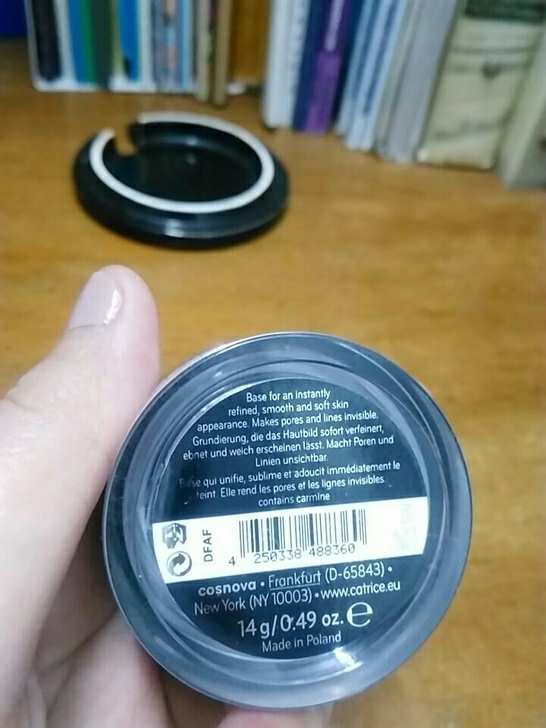 Base for an instantly
refined, smooth and soft skin
appearance. Makes pores and lines invisible.
Grundierung, die das Hautbild sofort verfeinert,
ebnet und weich erscheinen lässt. Macht Poren und
Linien unsichtbar.
Base qui unifie, sublime et adoucit immédiatement le
teint. Elle rend les pores et les lignes invisibles
contains carmine
DFAF
4 250338 488360
cosnova • Frankfurt (D-65843) •
New York (NY 10003) • www.catrice.eu
14 g/0.49 oz. e
Made in Poland